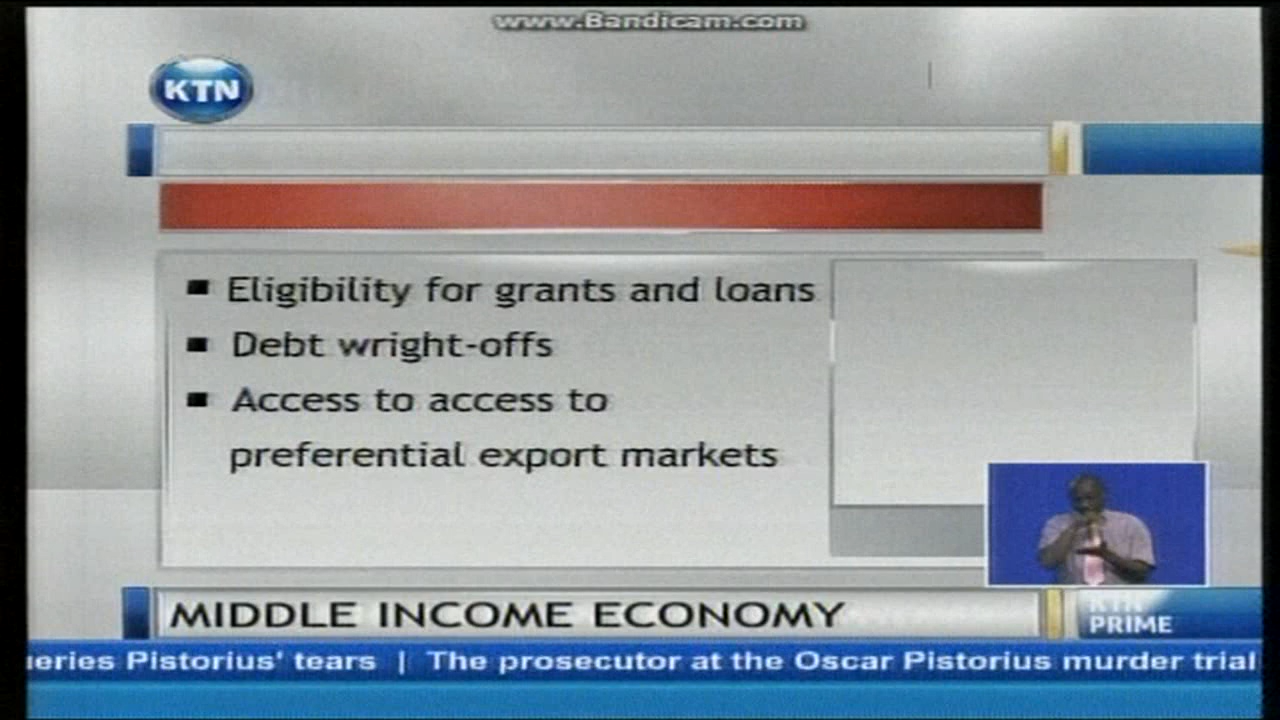 www.Bandicam.com
KTN
▪ Eligibility for grants and loans
▪ Debt wright-offs
▪ Access to access to
preferential export markets
MIDDLE INCOME ECONOMY
KTN
PRIME
Pistorius' tears | The prosecutor at the Oscar Pistorius murder trial